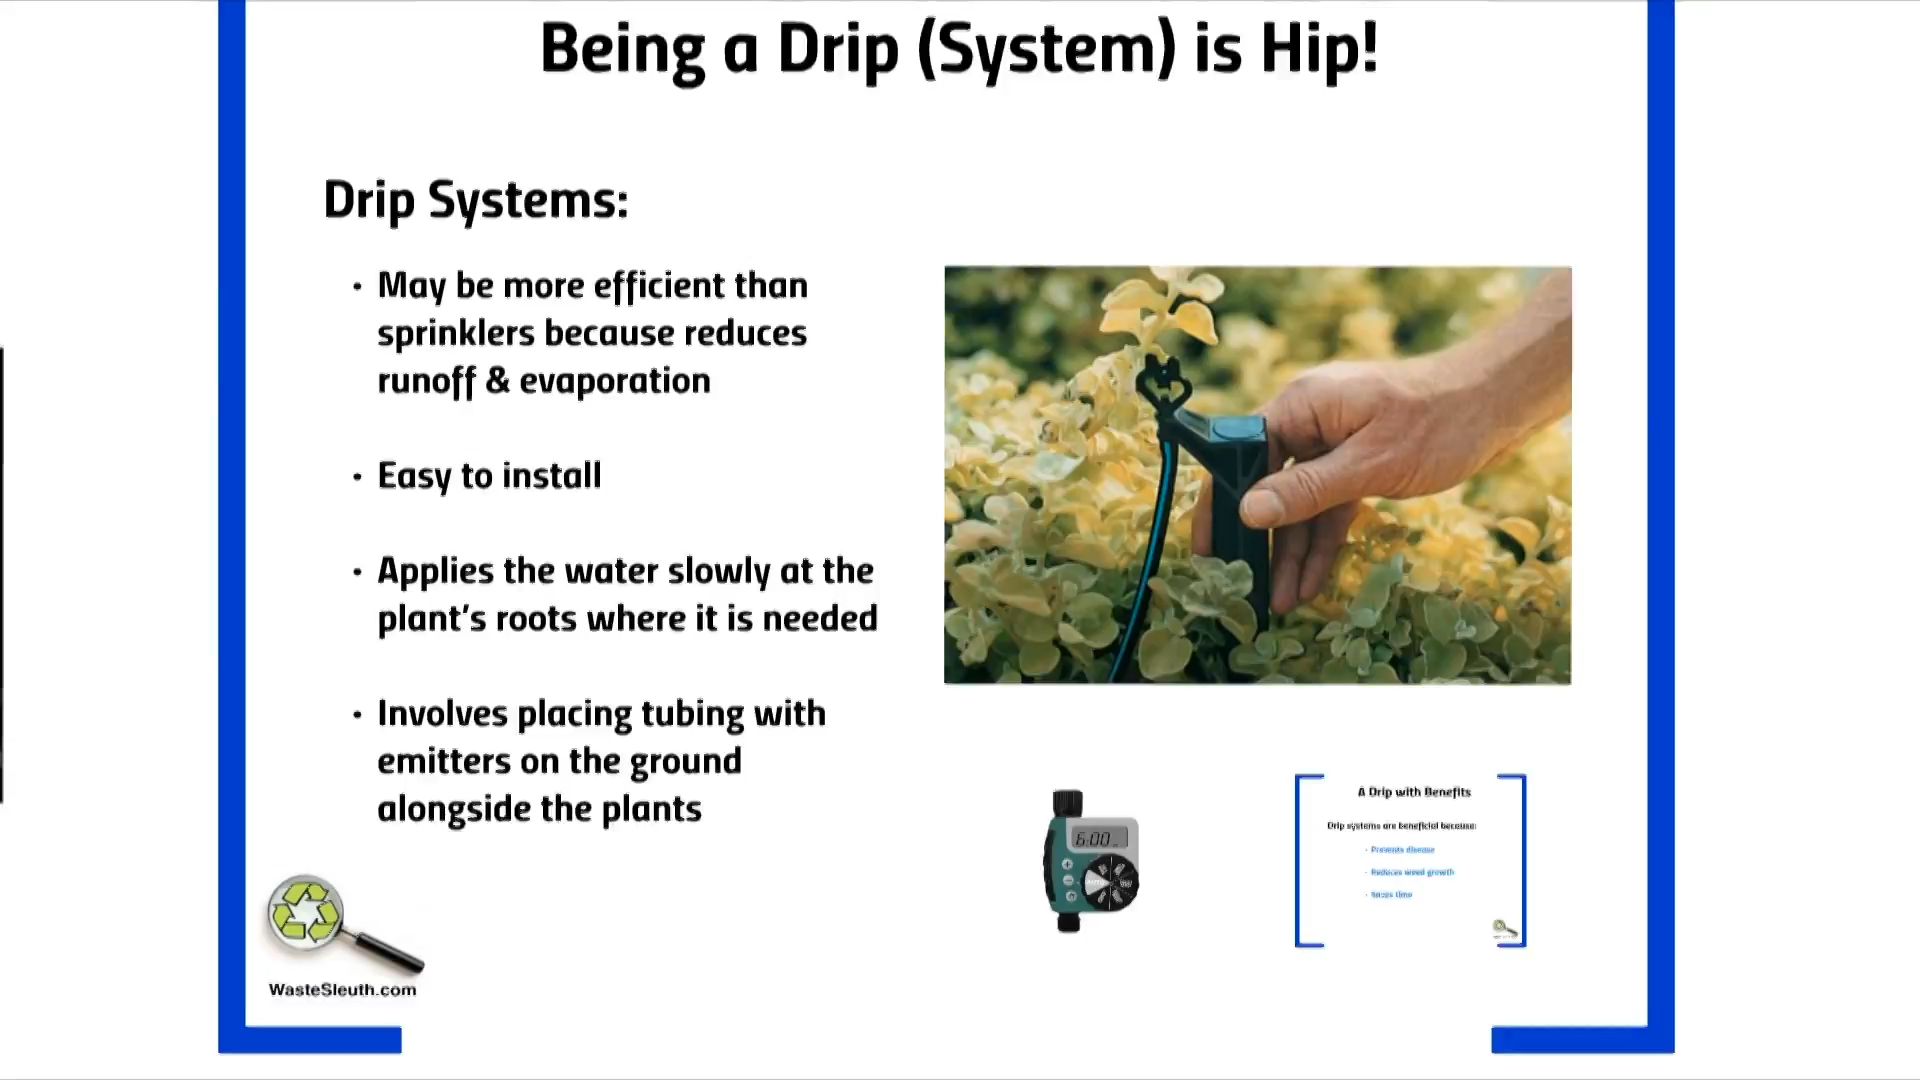 Being a Drip (System) is Hip!
Drip Systems:
· May be more efficient than
sprinklers because reduces
runoff & evaporation
· Easy to install
· Applies the water slowly at the
plant's roots where it is needed
· Involves placing tubing with
emitters on the ground
alongside the plants
6:00
AUTO
A Drip with Benefits
Drip systems are beneficial because:
· Prevents disease
· Reduces weed growth
· Saves time
WasteSleuth.com